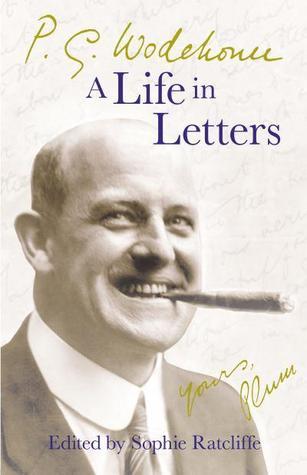 P. G. Wodehouse
A Life in
Letters
yours,
Plum
Edited by Sophie Ratcliffe